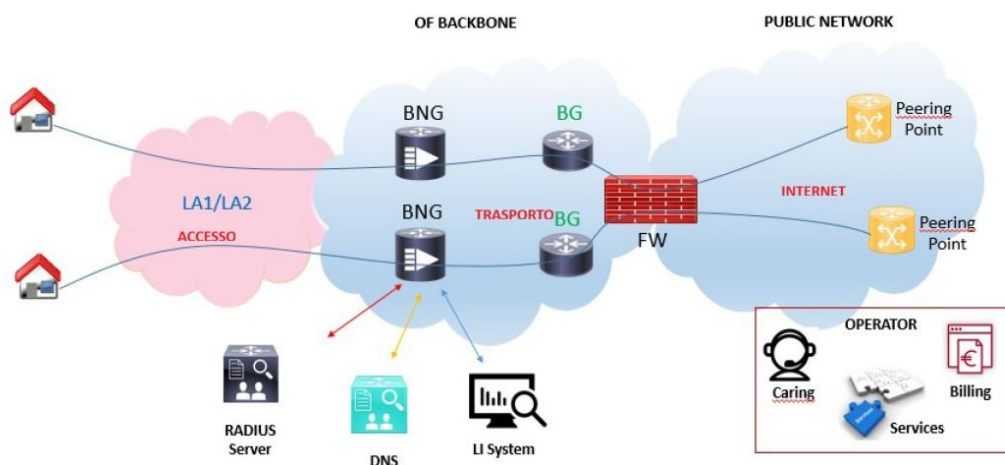 OF BACKBONE
PUBLIC NETWORK
BNG
BG
Peering
Point
LA1/LA2
ACCESSO
BNG
TRASPORTO
BG
FW
INTERNET
Peering
Point
RADIUS
Server
DNS
LI System
OPERATOR
Caring
Services
Services
Billing
€